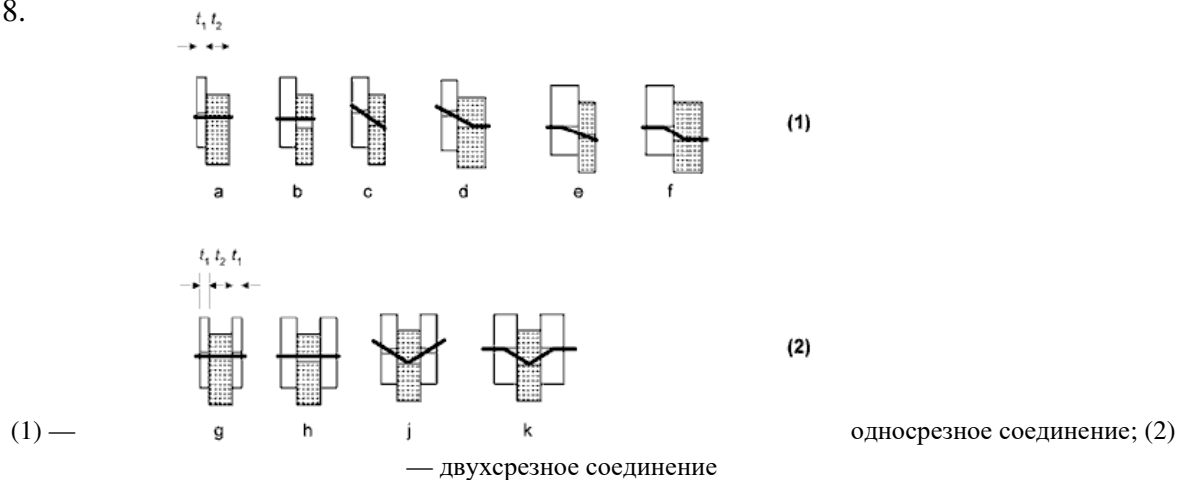 8.
t₁ t₂
(1)
a b c d e f
t₁ t₂ t₁
(2)
g h j k
(1) — односрезное соединение; (2)
— двухсрезное соединение